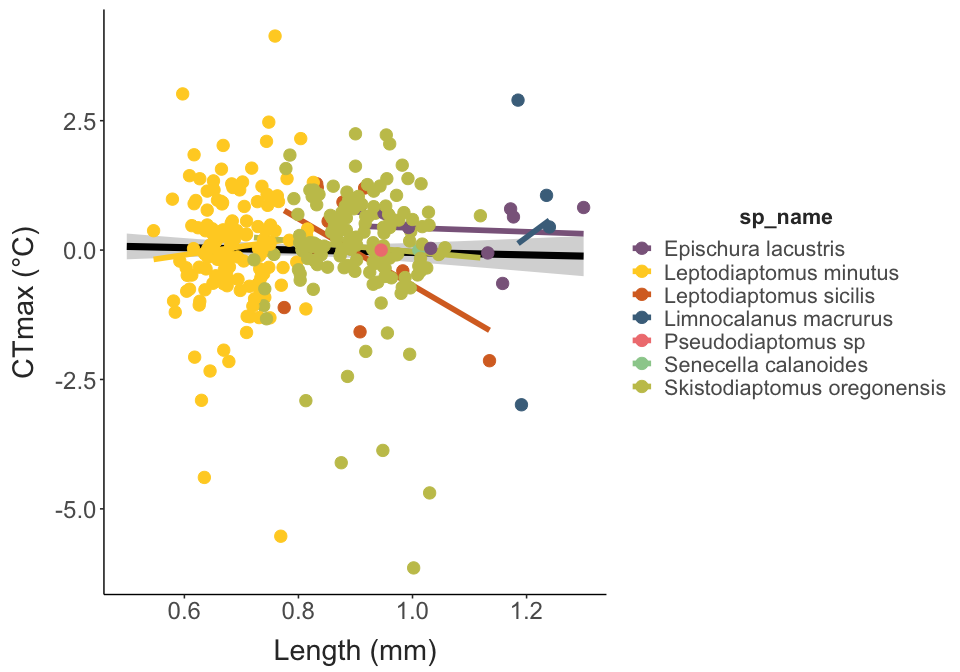 2.5
0.0
-2.5
-5.0
CTmax (°C)
0.6 0.8 1.0 1.2
Length (mm)
sp_name
Epischura lacustris
Leptodiaptomus minutus
Leptodiaptomus sicilis
Limnocalanus macrurus
Pseudodiaptomus sp
Senecella calanoides
Skistodiaptomus oregonensis